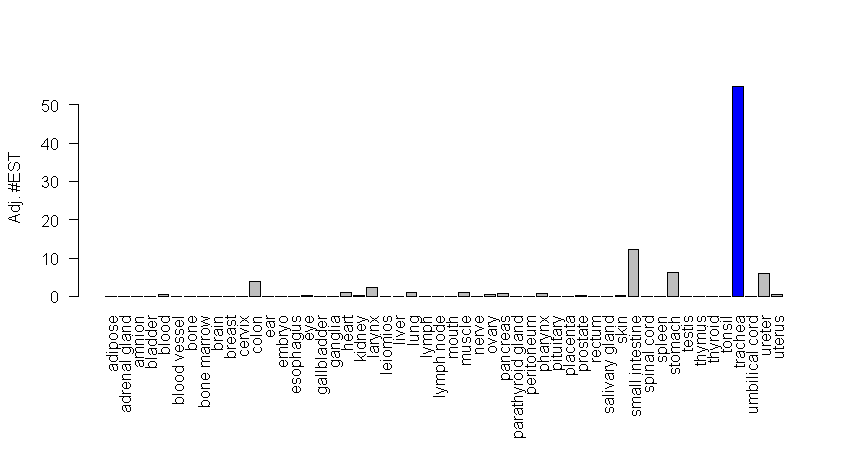 Adj. #EST
50
40
30
20
10
0
adipose
adrenal gland
amnion
bladder
blood
blood vessel
bone
bone marrow
brain
breast
cervix
colon
ear
embryo
esophagus
eye
gallbladder
ganglia
heart
kidney
larynx
leiomios
liver
lung
lymph
lymph node
mouth
muscle
nerve
ovary
pancreas
parathyroid gland
peritoneum
pharynx
pituitary
placenta
prostate
rectum
salivary gland
skin
small intestine
spinal cord
spleen
stomach
testis
thymus
thyroid
tonsil
trachea
umbilical cord
ureter
uterus